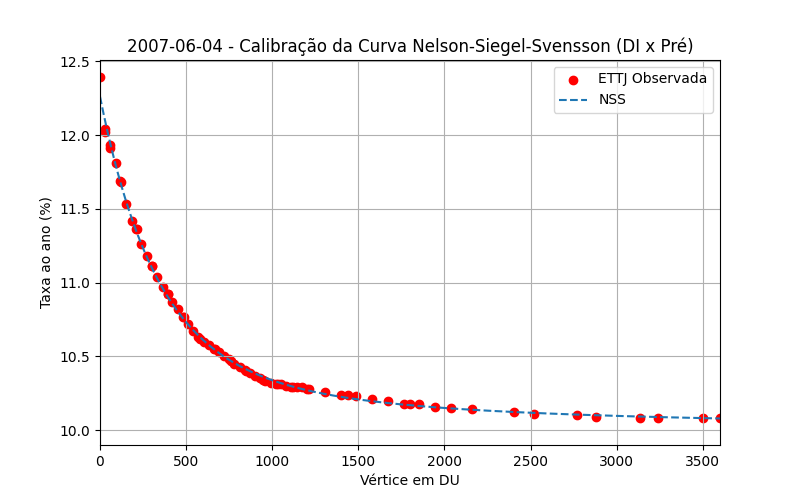 2007-06-04 - Calibração da Curva Nelson-Siegel-Svensson (DI x Pré)
12.5
12.0
11.5
11.0
10.5
10.0
Taxa ao ano (%)
ETTJ Observada
NSS
0 500 1000 1500 2000 2500 3000 3500
Vértice em DU